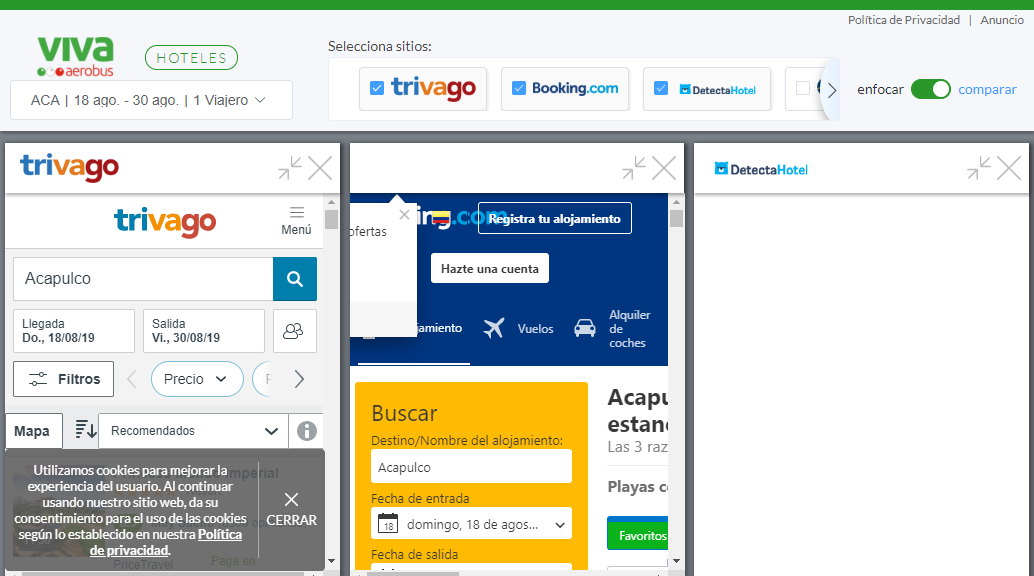 Política de Privacidad | Anuncio
viva
aerobus
HOTELES
Selecciona sitios:
ACA | 18 ago. - 30 ago. | 1 Viajero
trivago
Booking.com
DetectaHotel
enfocar
comparar
trivago
trivago
Menú
Acapulco
Llegada
Do., 18/08/19
Salida
Vi., 30/08/19
Filtros
Precio
Mapa
Recomendados
Utilizamos cookies para mejorar la
experiencia del usuario. Al continuar
usando nuestro sitio web, da su
consentimiento para el uso de las cookies
según lo establecido en nuestra Política
de privacidad.
CERRAR
Imperial
PriceTravel
Paga en
ofertas
ing.com
Registra tu alojamiento
Hazte una cuenta
amiento
Vuelos
Alquiler
de
coches
Buscar
Destino/Nombre del alojamiento:
Acapulco
Fecha de entrada
18
domingo, 18 de agos...
Fecha de salida
Acapu
estan
Las 3 raz
Playas c
Favoritos
DetectaHotel